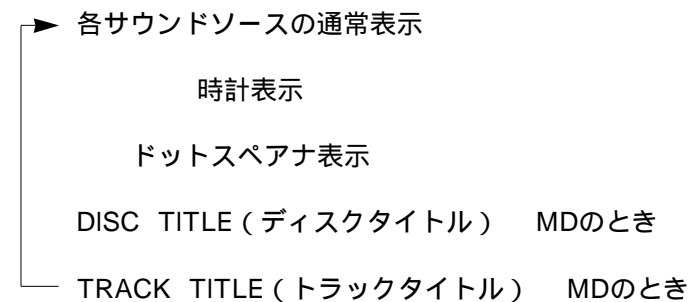 各サウンドソースの通常表示
時計表示
ドットスペアナ表示
DISC TITLE(ディスクタイトル) MDのとき
TRACK TITLE(トラックタイトル) MDのとき